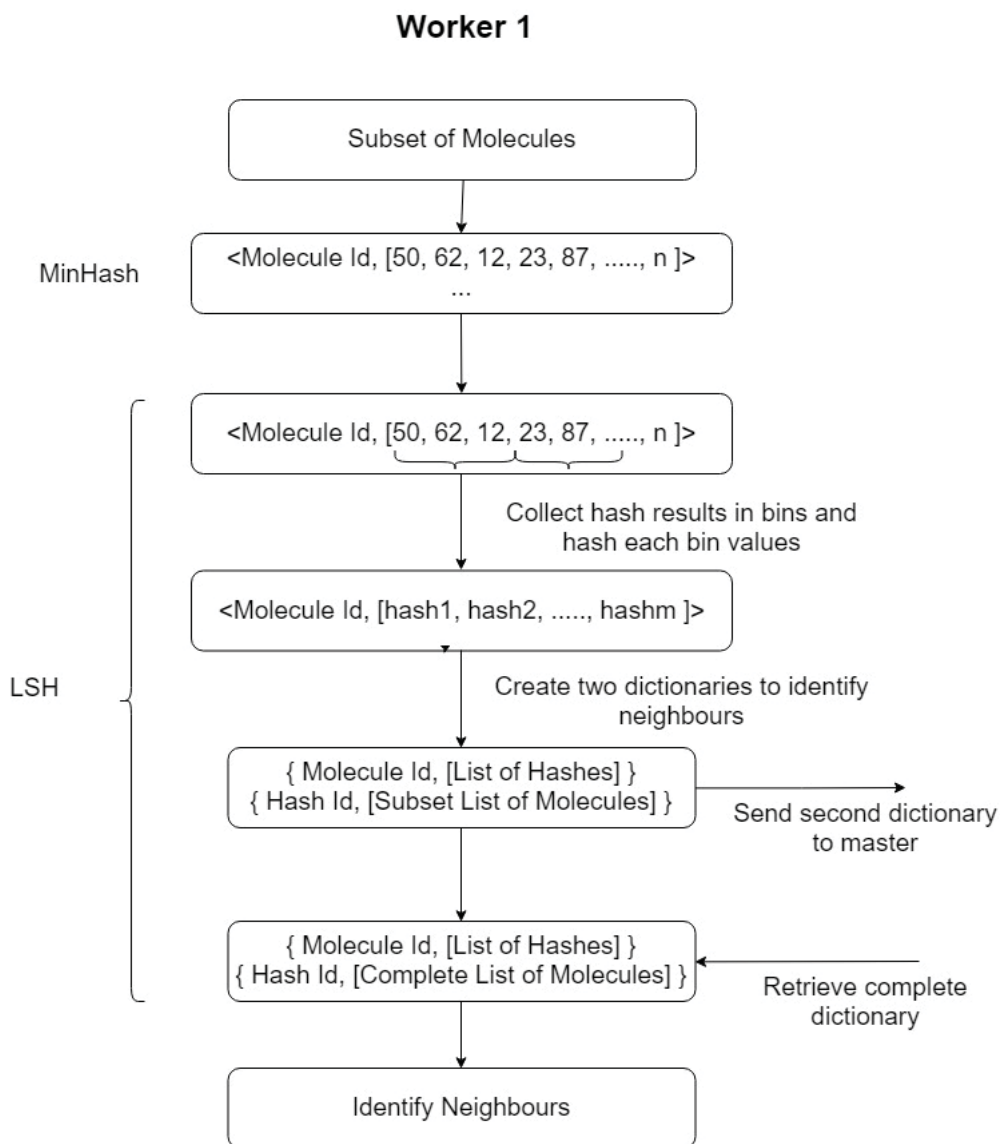 Worker 1
Subset of Molecules
MinHash
<Molecule Id, [50, 62, 12, 23, 87, ....., n ]>
...
<Molecule Id, [50, 62, 12, 23, 87, ....., n ]>
Collect hash results in bins and
hash each bin values
<Molecule Id, [hash1, hash2, ....., hashm ]>
LSH
Create two dictionaries to identify
neighbours
{ Molecule Id, [List of Hashes] }
{ Hash Id, [Subset List of Molecules] }
Send second dictionary
to master
{ Molecule Id, [List of Hashes] }
{ Hash Id, [Complete List of Molecules] }
Retrieve complete
dictionary
Identify Neighbours